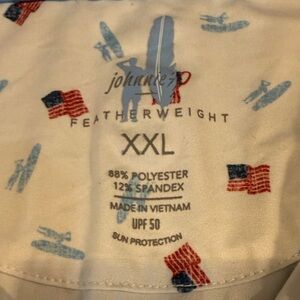 johnnie-O
FEATHERWEIGHT
XXL
88% POLYESTER
12% SPANDEX
MADE IN VIETNAM
UPF 50
SUN PROTECTION